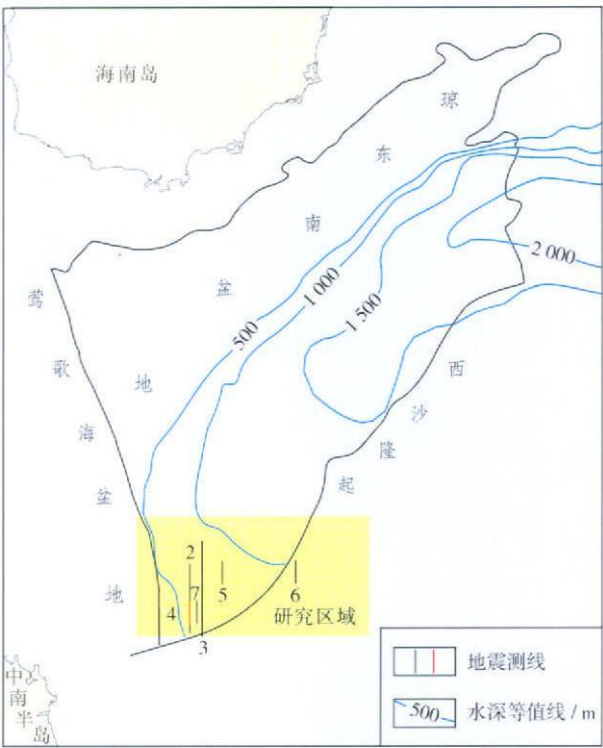 海南岛
琼东南盆地
莺歌海盆地
西沙隆起
500
1 000
1 500
2 000
2
7
4
5
6
3
研究区域
中南半岛
地震测线
500
水深等值线 / m